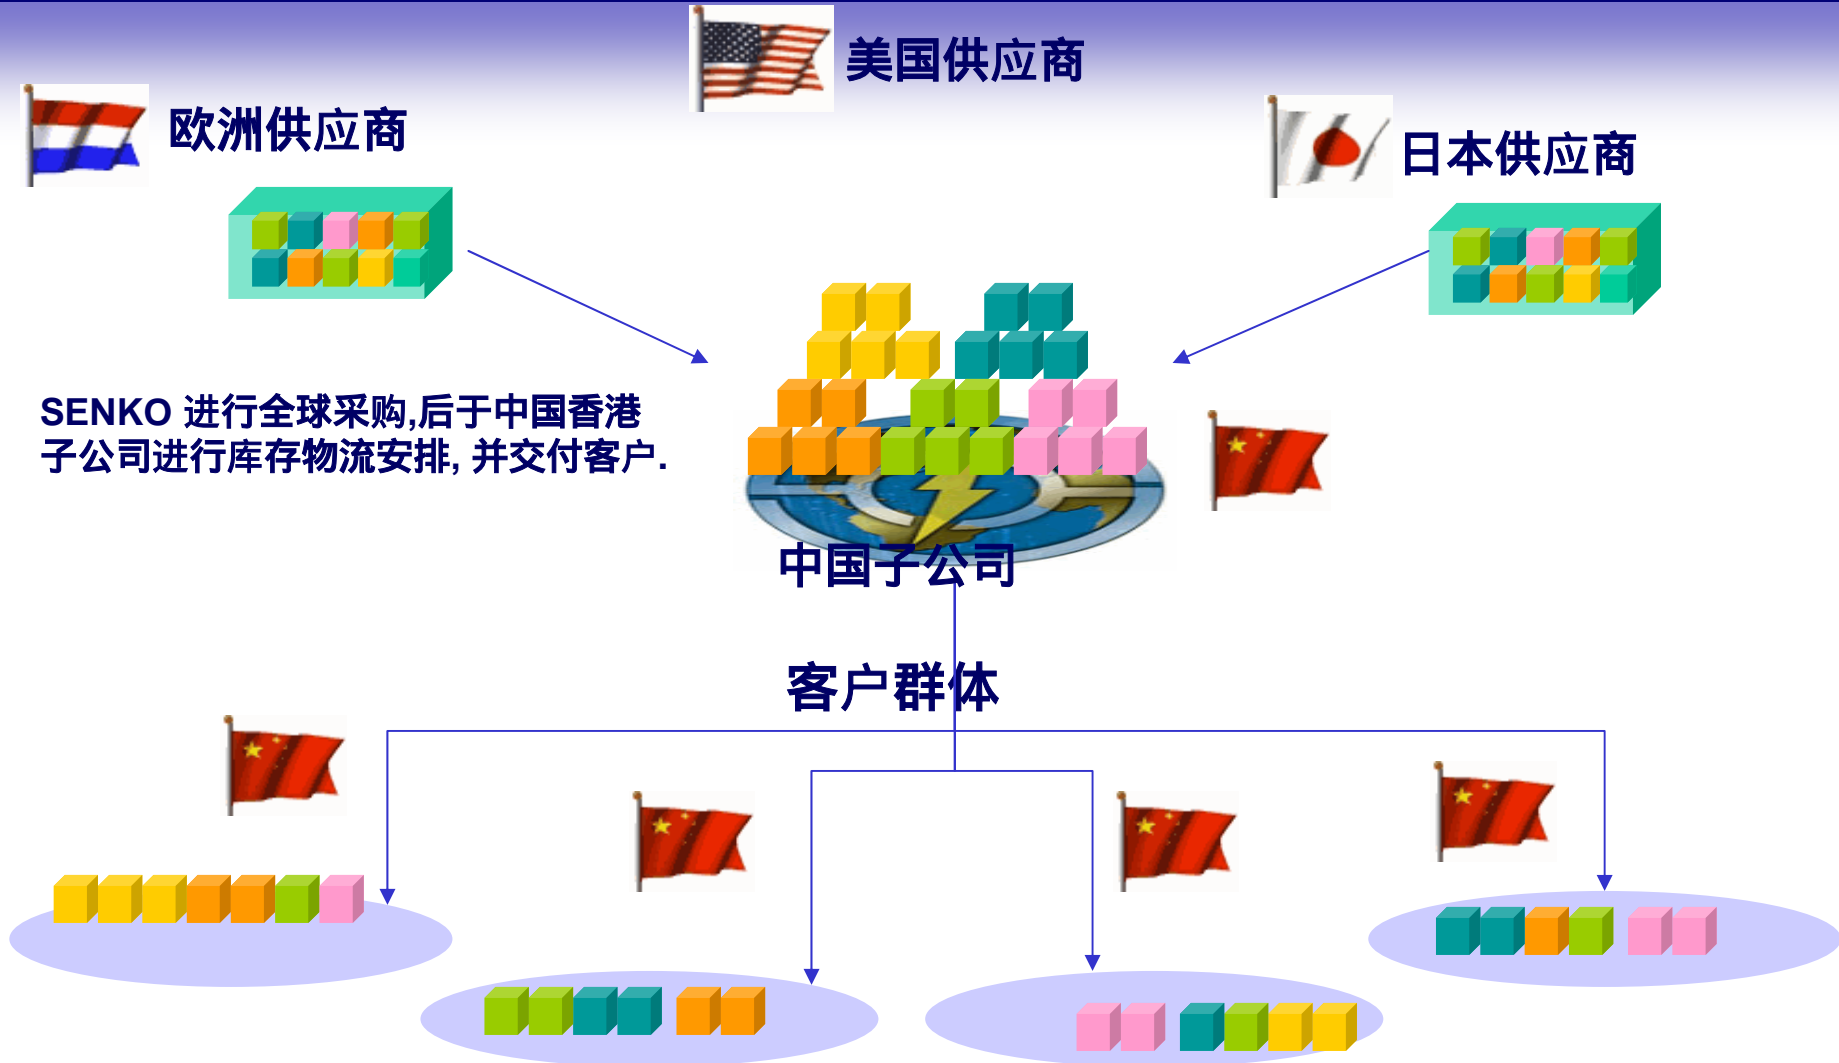 美国供应商
欧洲供应商
日本供应商
SENKO 进行全球采购,后于中国香港
子公司进行库存物流安排, 并交付客户.
中国子公司
客户群体